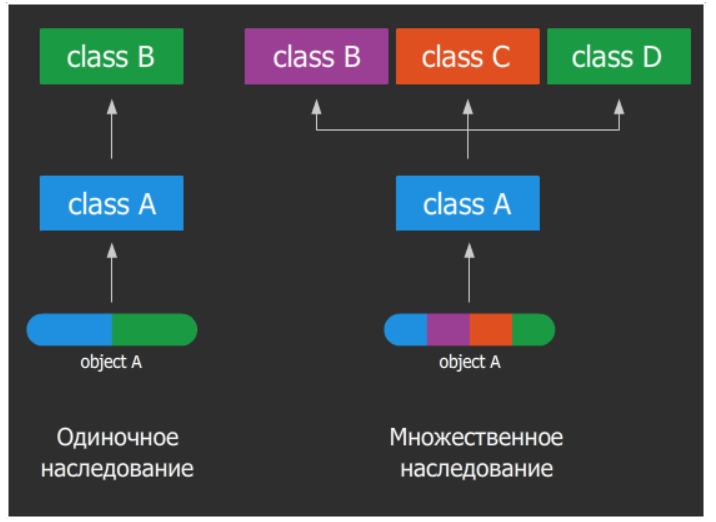 class B
class B
class C
class D
class A
class A
object A
object A
Одиночное
наследование
Множественное
наследование